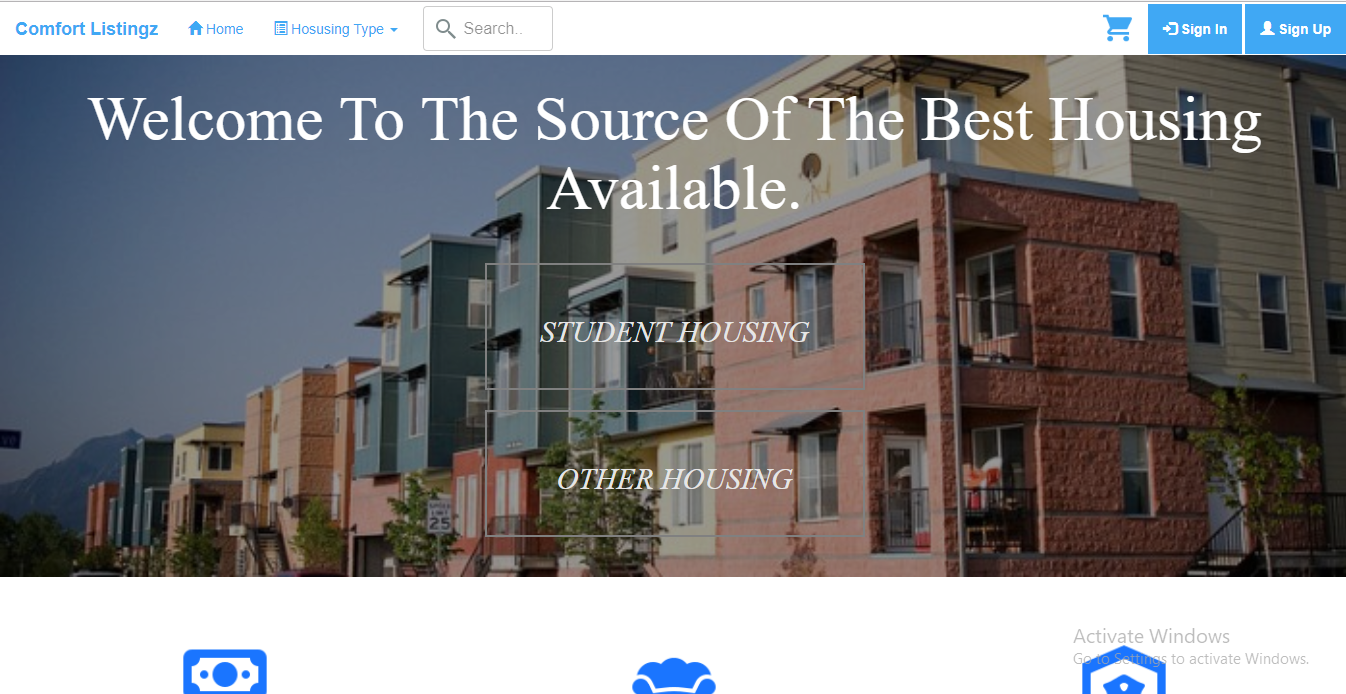 Comfort Listingz Home Hosusing Type Search.. Sign In Sign Up
Welcome To The Source Of The Best Housing
Available.
STUDENT HOUSING
OTHER HOUSING
SPEED
LIMIT
25
Activate Windows
Go to Settings to activate Windows.